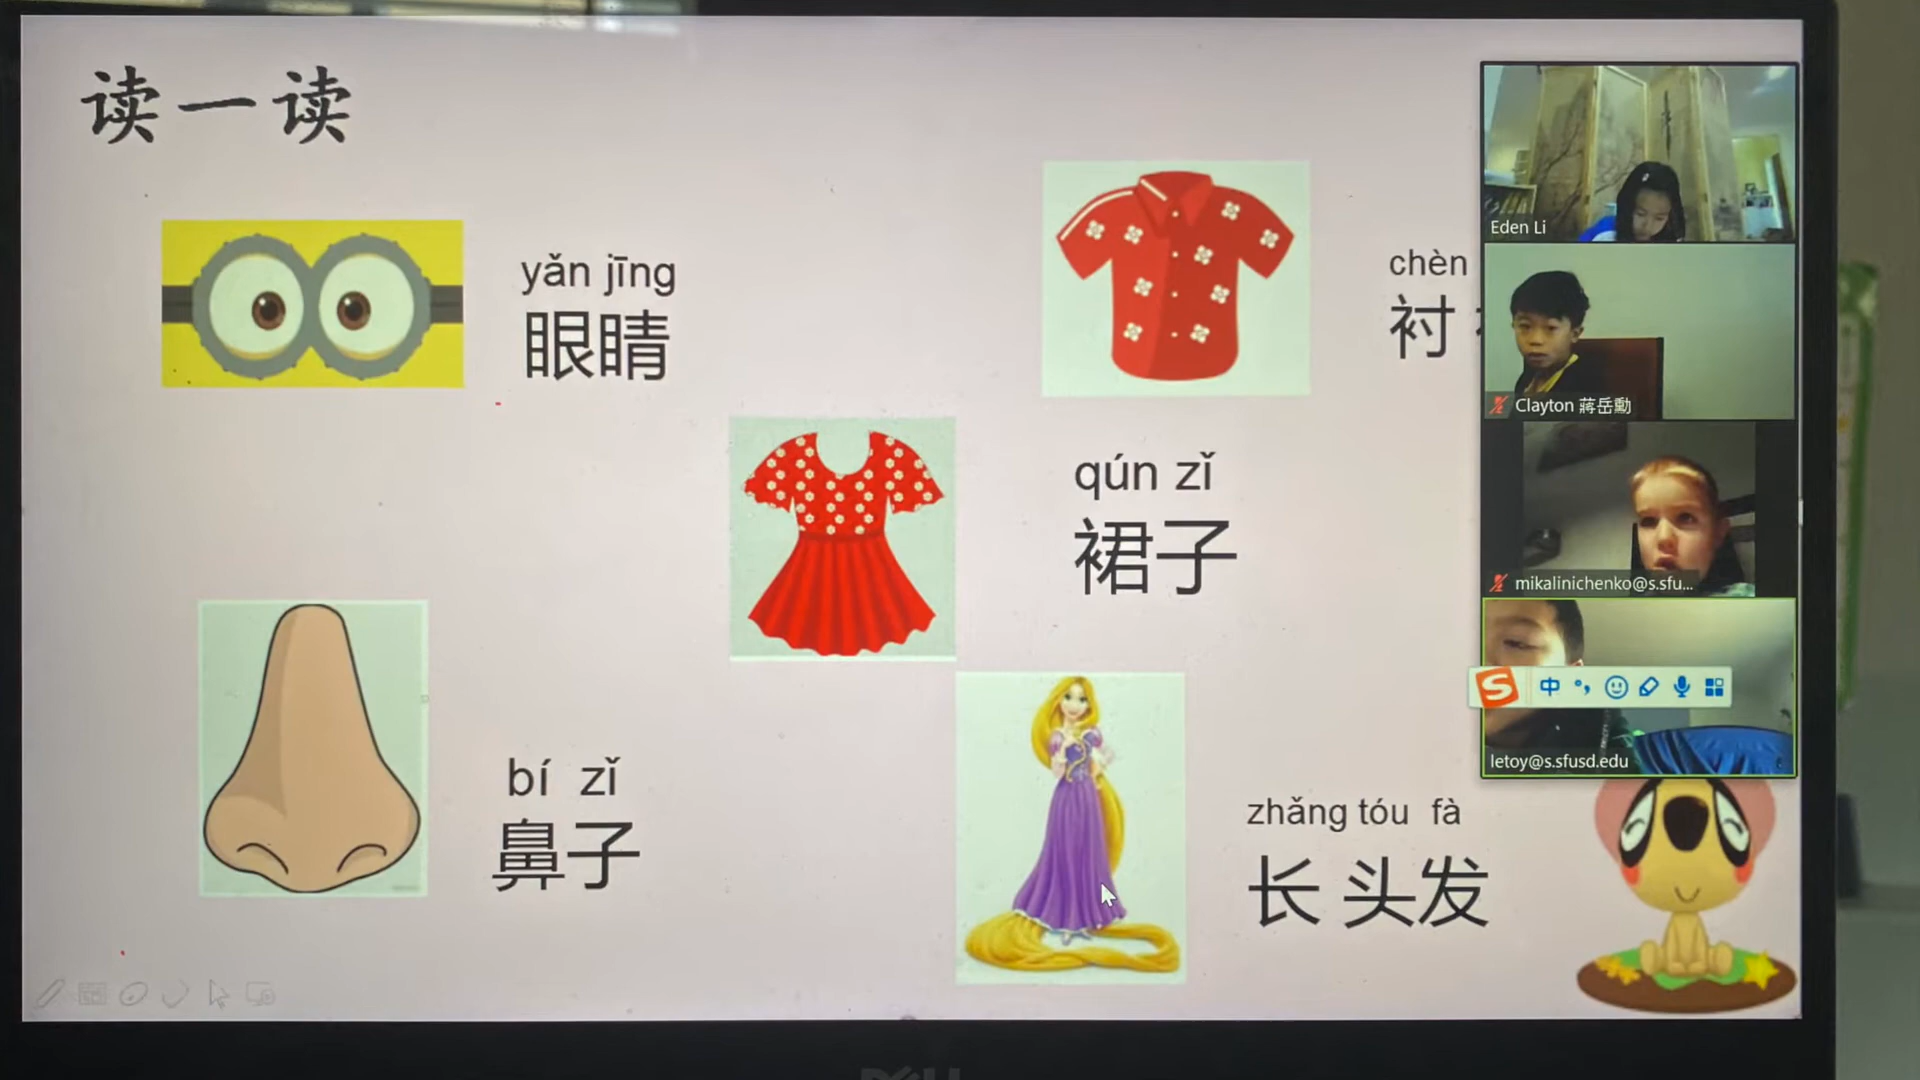 读一读
yǎn jīng
眼睛
chèn
衬
qún zǐ
裙子
bí zǐ
鼻子
zhǎng tóu fà
长 头发
Eden Li
Clayton 蔣岳勳
mikalinichenko@s.sfu...
S 中
letoy@s.sfusd.edu